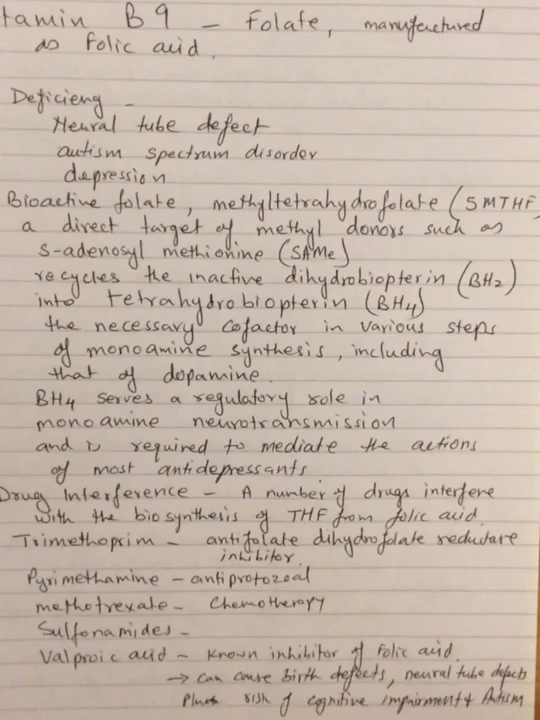 tamin B9 - Folate, manufactured
as folic acid.
Deficiency -
Neural tube defect
autism spectrum disorder
depression
Bioactive folate, methyltetrahydrofolate (5MTHF)
a direct target of methyl donors such as
S-adenosyl methionine (SAMe)
recycles the inactive dihydrobiopterin (BH2)
into tetrahydrobiopterin (BH4)
the necessary cofactor in various steps
of monoamine synthesis, including
that of dopamine.
BH4 serves a regulatory role in
monoamine neurotransmission
and is required to mediate the actions
of most antidepressants
Drug Interference - A number of drugs interfere
with the biosynthesis of THF from folic acid.
Trimethoprim - antifolate dihydrofolate reductare
inhibitor.
Pyrimethamine - antiprotozoal
methotrexate - Chemotherapy
Sulfonamides -
Valproic acid - Known inhibitor of Folic acid.
→ can cause birth defects, neural tube defects
Plus risk of cognitive impairment & Autism